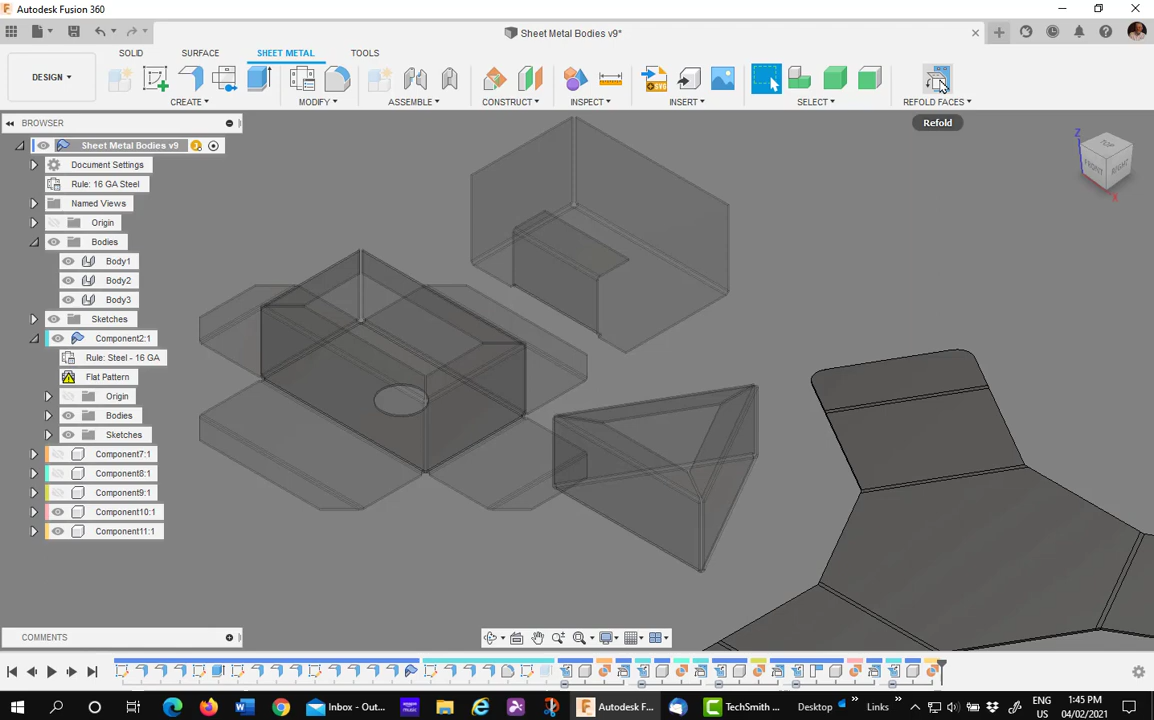 Autodesk Fusion 360
Sheet Metal Bodies v9*
SOLID SURFACE SHEET METAL TOOLS
DESIGN
CREATE MODIFY ASSEMBLE CONSTRUCT INSPECT INSERT SELECT REFOLD FACES
Refold
BROWSER
Sheet Metal Bodies v9
Document Settings
Rule: 16 GA Steel
Named Views
Origin
Bodies
Body1
Body2
Body3
Sketches
Component2:1
Rule: Steel - 16 GA
Flat Pattern
Origin
Bodies
Sketches
Component7:1
Component8:1
Component9:1
Component10:1
Component11:1
Z
TOP
FRONT
RIGHT
X
COMMENTS
Inbox - Out...
Autodesk F...
TechSmith ...
Desktop
Links
ENG
US
1:45 PM
04/02/2021